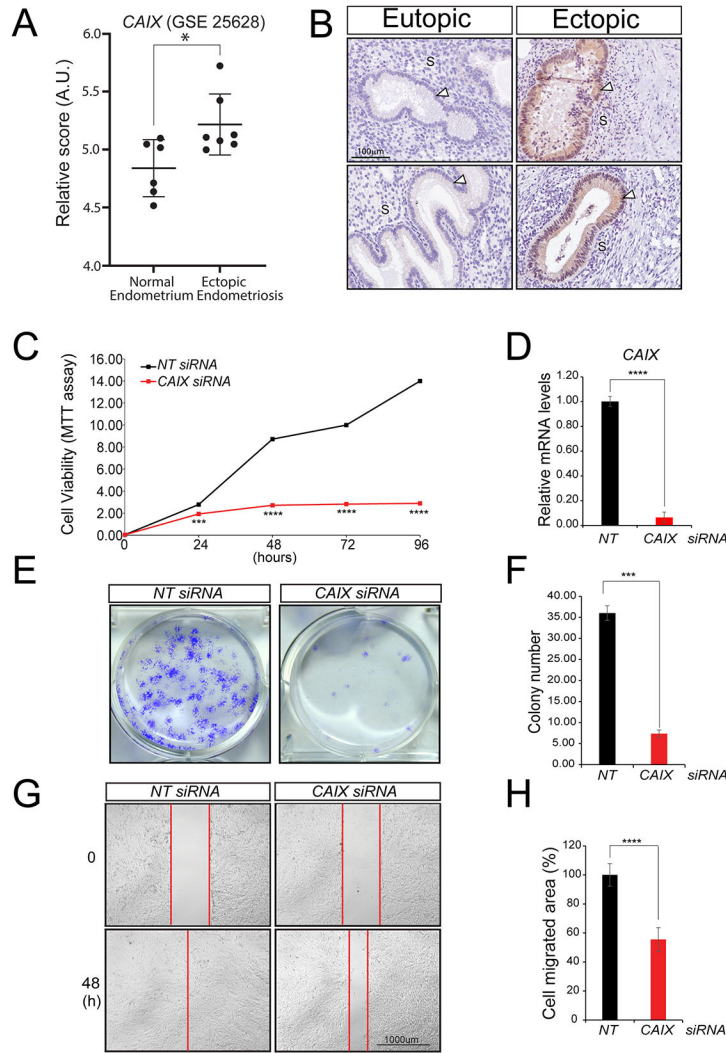 A
CAIX (GSE 25628)
*
Relative score (A.U.)
6.0
5.5
5.0
4.5
4.0
Normal Endometrium
Ectopic Endometriosis
B
Eutopic
Ectopic
S
S
100μm
S
S
C
Cell Viability (MTT assay)
16.00
14.00
12.00
10.00
8.00
6.00
4.00
2.00
0.00
NT siRNA
CAIX siRNA
***
****
****
****
0
24
48
72
96
(hours)
D
CAIX
****
Relative mRNA levels
1.20
1.00
0.80
0.60
0.40
0.20
0.00
NT
CAIX
siRNA
E
NT siRNA
CAIX siRNA
F
***
Colony number
40.00
35.00
30.00
25.00
20.00
15.00
10.00
5.00
0.00
NT
CAIX
siRNA
G
NT siRNA
CAIX siRNA
0
48
(h)
1000um
H
****
Cell migrated area (%)
120
100
80
60
40
20
0
NT
CAIX
siRNA